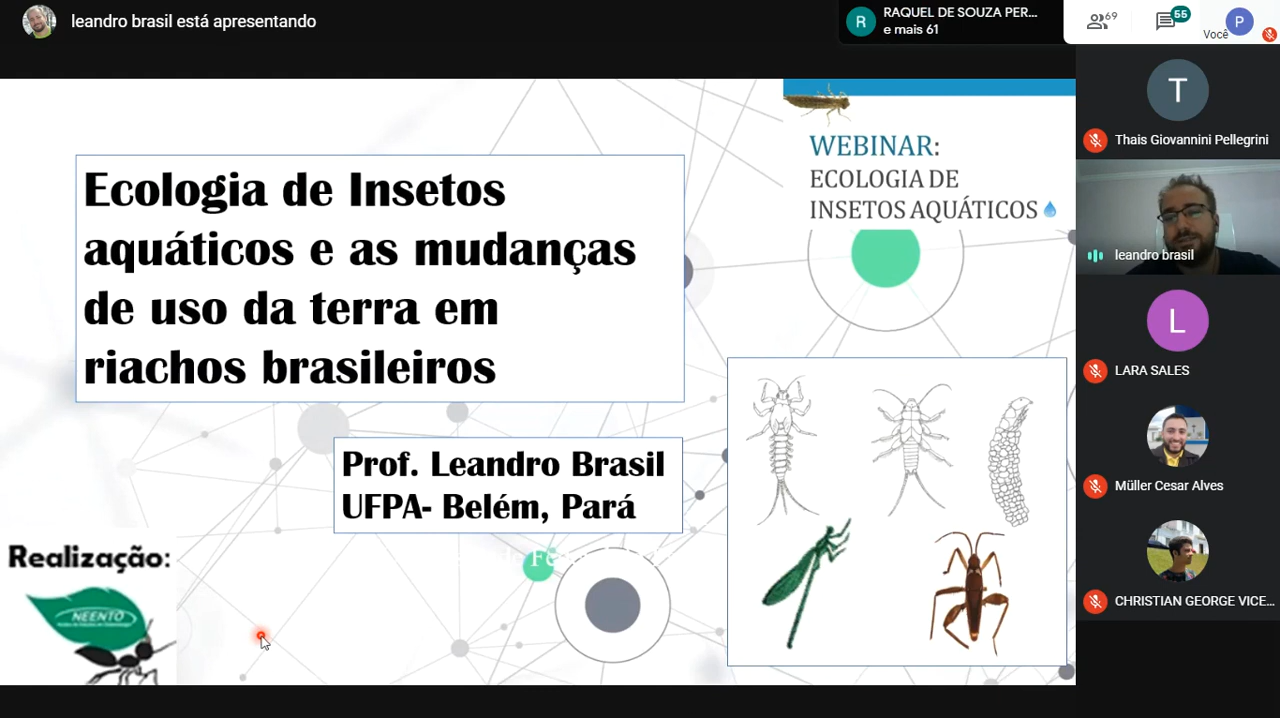 leandro brasil está apresentando
R
RAQUEL DE SOUZA PER...
e mais 61
69
55
Você
P
WEBINAR:
ECOLOGIA DE
INSETOS AQUÁTICOS
Ecologia de Insetos
aquáticos e as mudanças
de uso da terra em
riachos brasileiros
Prof. Leandro Brasil
UFPA- Belém, Pará
Realização:
NEENTO
T
Thais Giovannini Pellegrini
leandro brasil
L
LARA SALES
Müller Cesar Alves
CHRISTIAN GEORGE VICE...